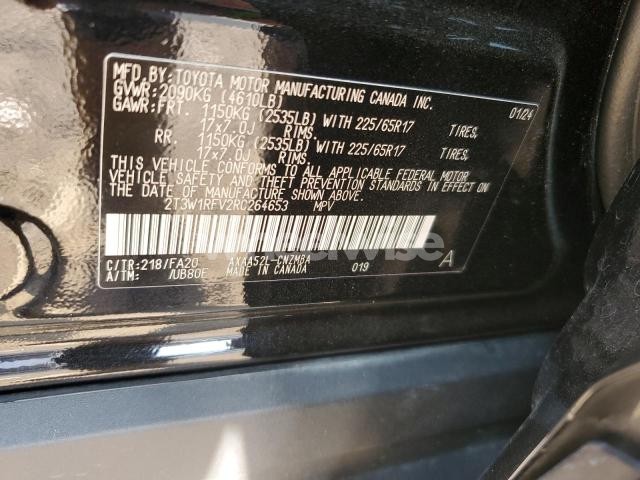 MFD.BY:TOYOTA MOTOR MANUFACTURING CANADA INC.
GVWR:2090KG (4610LB) 01/24
GAWR:FRT. 1150KG (2535LB) WITH 225/65R17 TIRES,
17x7.0J RIMS.
RR. 1150KG (2535LB) WITH 225/65R17 TIRES,
17x7.0J RIMS.
THIS VEHICLE CONFORMS TO ALL APPLICABLE FEDERAL MOTOR
VEHICLE SAFETY AND THEFT PREVENTION STANDARDS IN
EFFECT ON THE DATE OF MANUFACTURE SHOWN ABOVE.
2T3W1RFV2RC264653 MPV
C/TR:218/FA20 AXAA52L-CNZMBA A
A/TM: /UB80F MADE IN CANADA 019